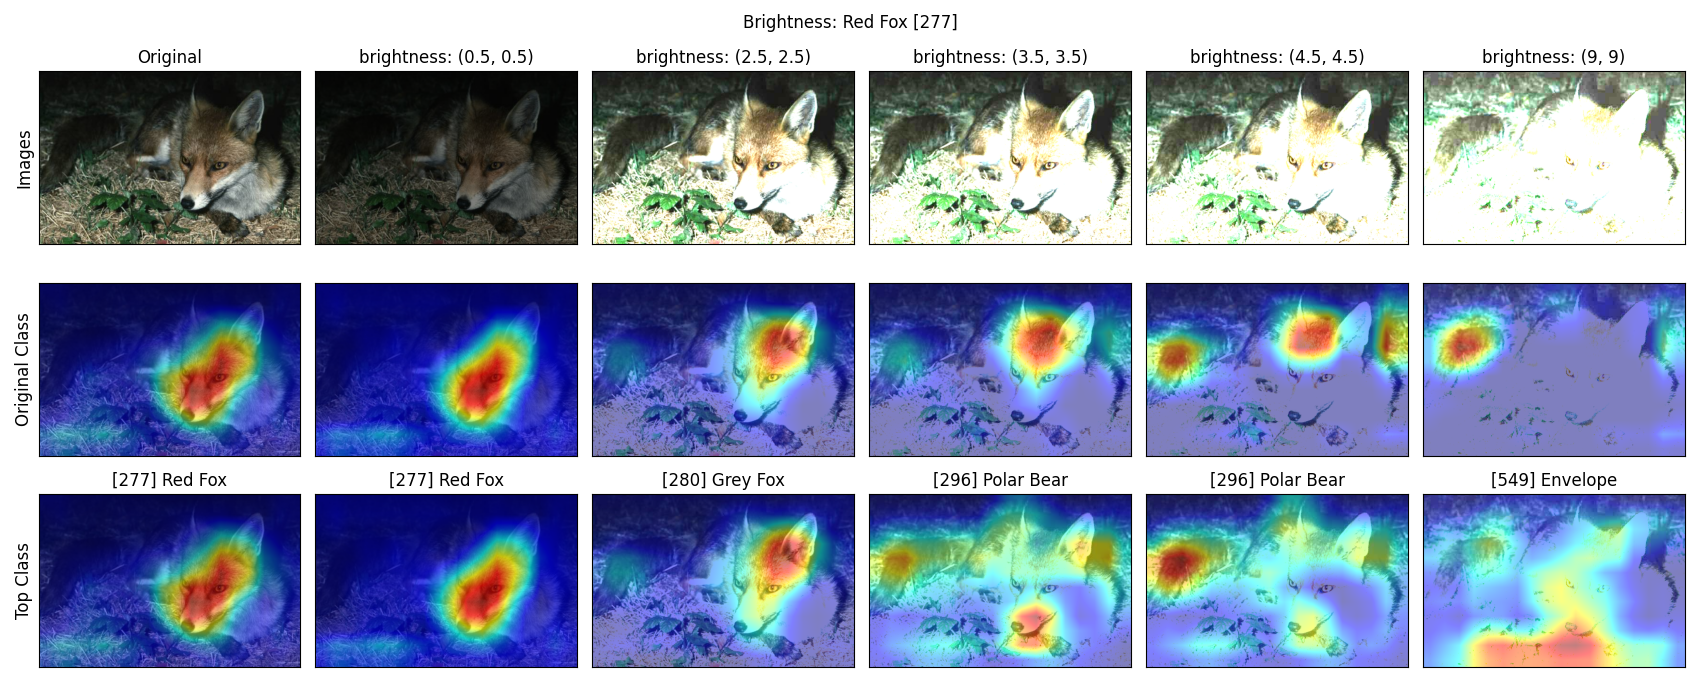 Brightness: Red Fox [277]
Original brightness: (0.5, 0.5) brightness: (2.5, 2.5) brightness: (3.5, 3.5) brightness: (4.5, 4.5) brightness: (9, 9)
Images
Original Class
[277] Red Fox [277] Red Fox [280] Grey Fox [296] Polar Bear [296] Polar Bear [549] Envelope
Top Class